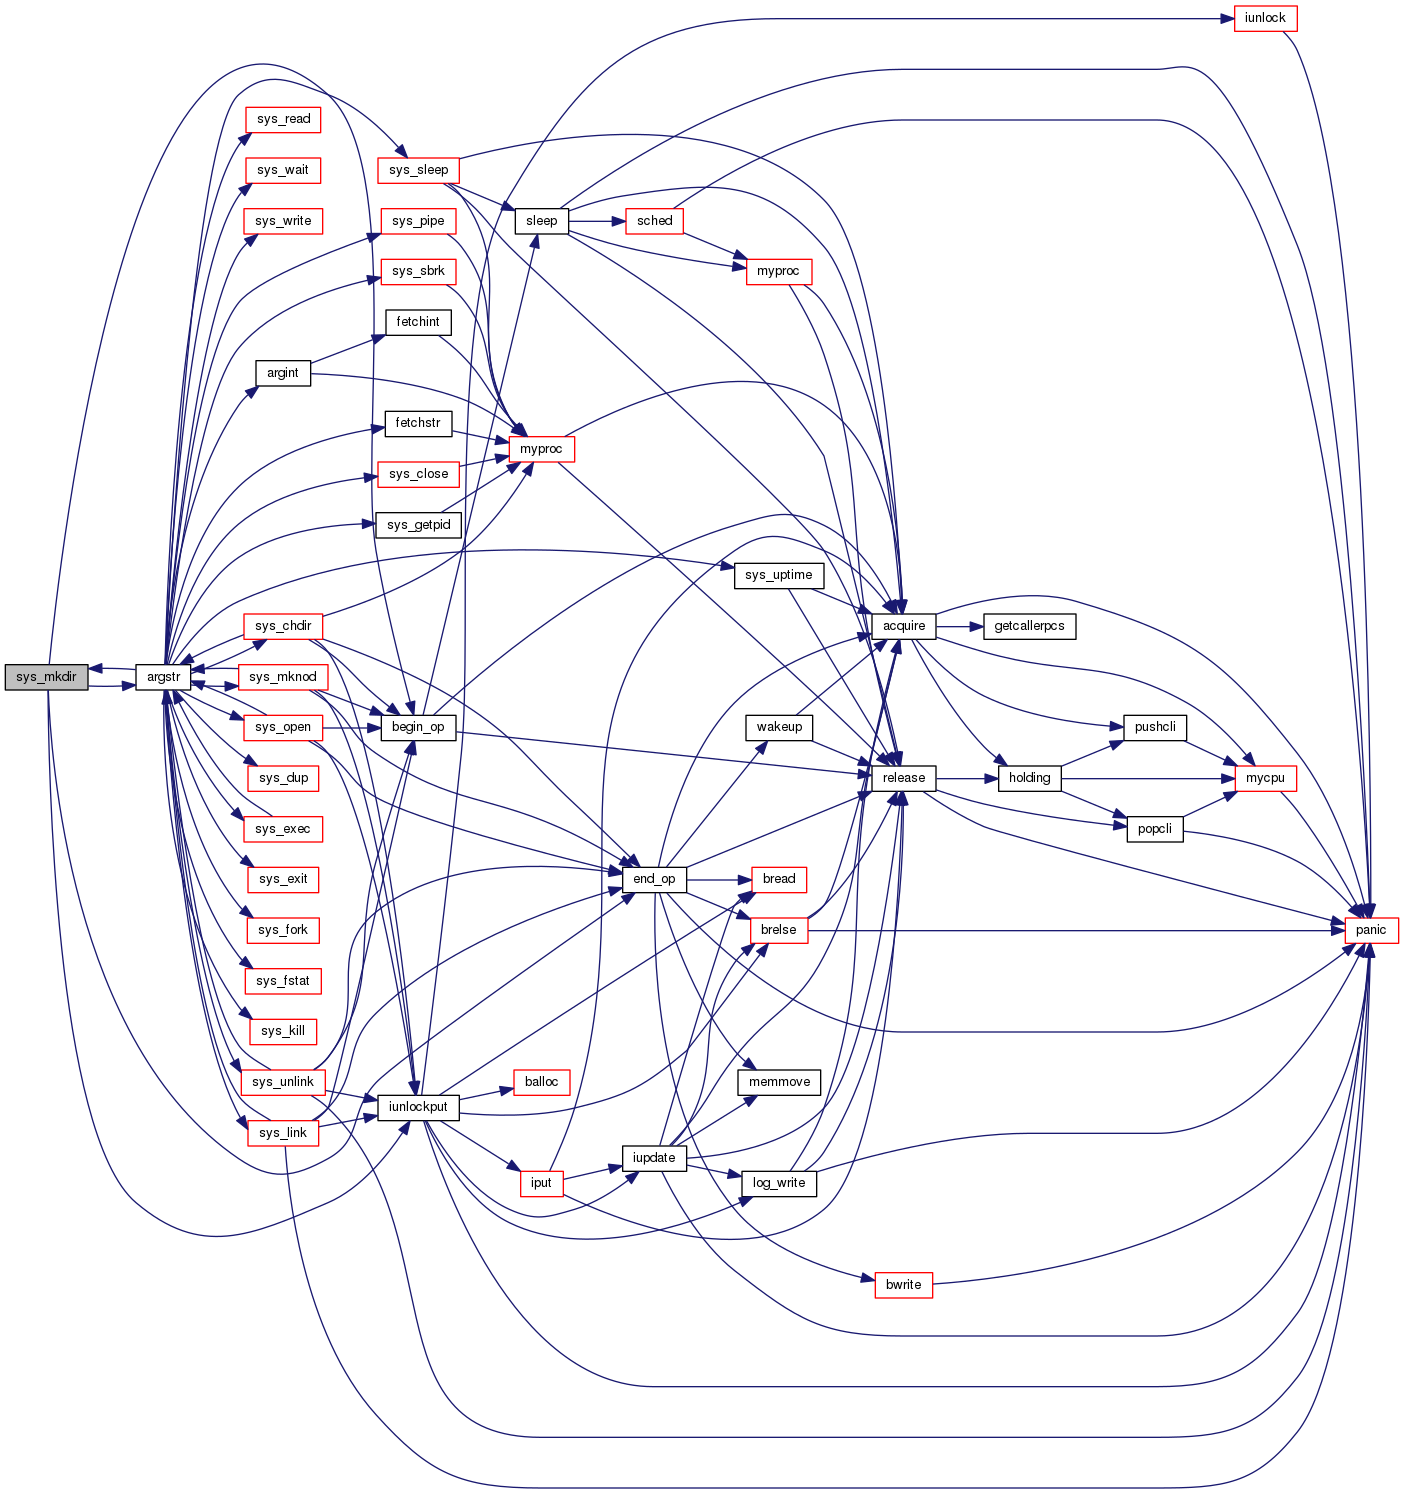 iunlock
sys_read
sys_wait
sys_sleep
sys_write
sys_pipe
sleep
sched
sys_sbrk
myproc
fetchint
argint
fetchstr
myproc
sys_close
sys_getpid
sys_uptime
sys_chdir
acquire
getcallerpcs
sys_mkdir
argstr
sys_mknod
sys_open
begin_op
wakeup
pushcli
sys_dup
release
holding
mycpu
sys_exec
popcli
sys_exit
end_op
bread
sys_fork
brelse
panic
sys_fstat
sys_kill
sys_unlink
balloc
memmove
iunlockput
sys_link
iupdate
iput
log_write
bwrite